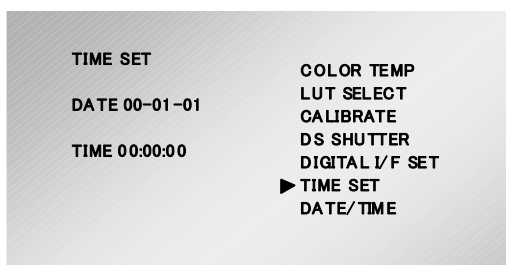 TIME SET
DATE 00-01-01
TIME 00:00:00
COLOR TEMP
LUT SELECT
CALIBRATE
DS SHUTTER
DIGITAL I/F SET
TIME SET
DATE/TIME